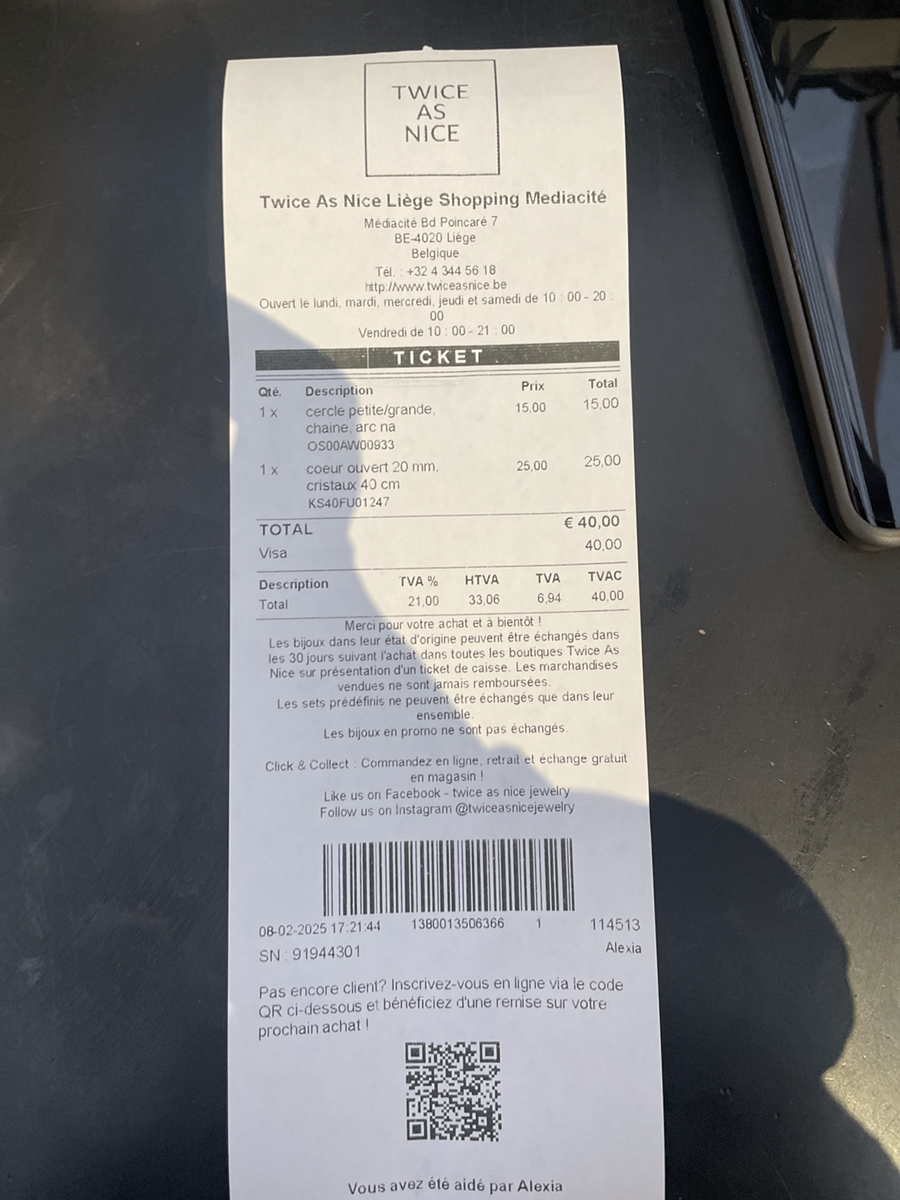 TWICE
AS
NICE
Twice As Nice Liège Shopping Mediacité
Médiacité Bd Poincaré 7
BE-4020 Liège
Belgique
Tél. : +32 4 344 56 18
http://www.twiceasnice.be
Ouvert le lundi, mardi, mercredi, jeudi et samedi de 10 : 00 - 20 :
00
Vendredi de 10 : 00 - 21 : 00
TICKET
Qté. Description Prix Total
1 x cercle petite/grande, 15,00 15,00
chaine, arc na
OS00AW00933
1 x coeur ouvert 20 mm, 25,00 25,00
cristaux 40 cm
KS40FU01247
TOTAL € 40,00
Visa 40,00
Description TVA % HTVA TVA TVAC
Total 21,00 33,06 6,94 40,00
Merci pour votre achat et à bientôt !
Les bijoux dans leur état d'origine peuvent être échangés dans
les 30 jours suivant l'achat dans toutes les boutiques Twice As
Nice sur présentation d'un ticket de caisse. Les marchandises
vendues ne sont jamais remboursées.
Les sets prédéfinis ne peuvent être échangés que dans leur
ensemble.
Les bijoux en promo ne sont pas échangés.
Click & Collect : Commandez en ligne, retrait et échange gratuit
en magasin !
Like us on Facebook - twice as nice jewelry
Follow us on Instagram @twiceasnicejewelry
08-02-2025 17:21:44 1380013506366 1 114513
SN : 91944301 Alexia
Pas encore client? Inscrivez-vous en ligne via le code
QR ci-dessous et bénéficiez d'une remise sur votre
prochain achat !
Vous avez été aidé par Alexia